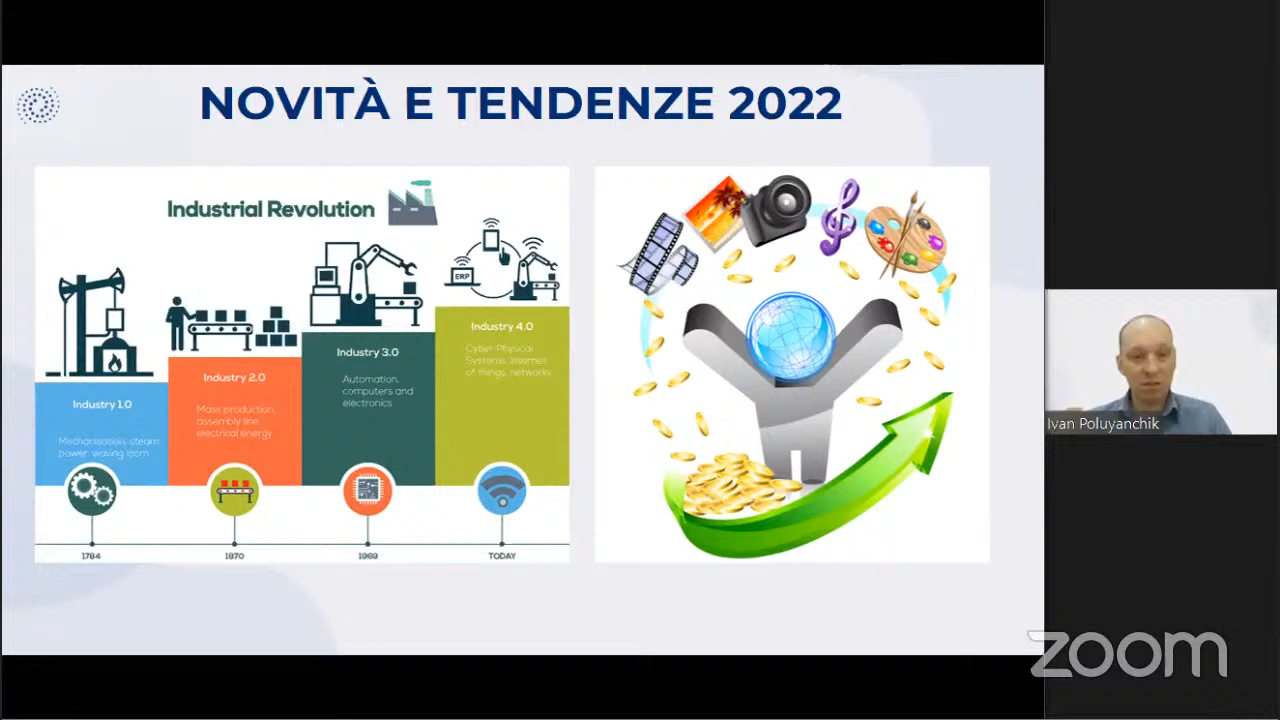 NOVITÀ E TENDENZE 2022
Industrial Revolution
ERP
Industry 1.0
Mechanisation, steam
power, waving loom
Industry 2.0
Mass production,
assembly line,
electrical energy
Industry 3.0
Automation,
computers and
electronics
Industry 4.0
Cyber Physical
Systems, internet
of things, networks
1784
1870
1969
TODAY
Ivan Poluyanchik
zoom